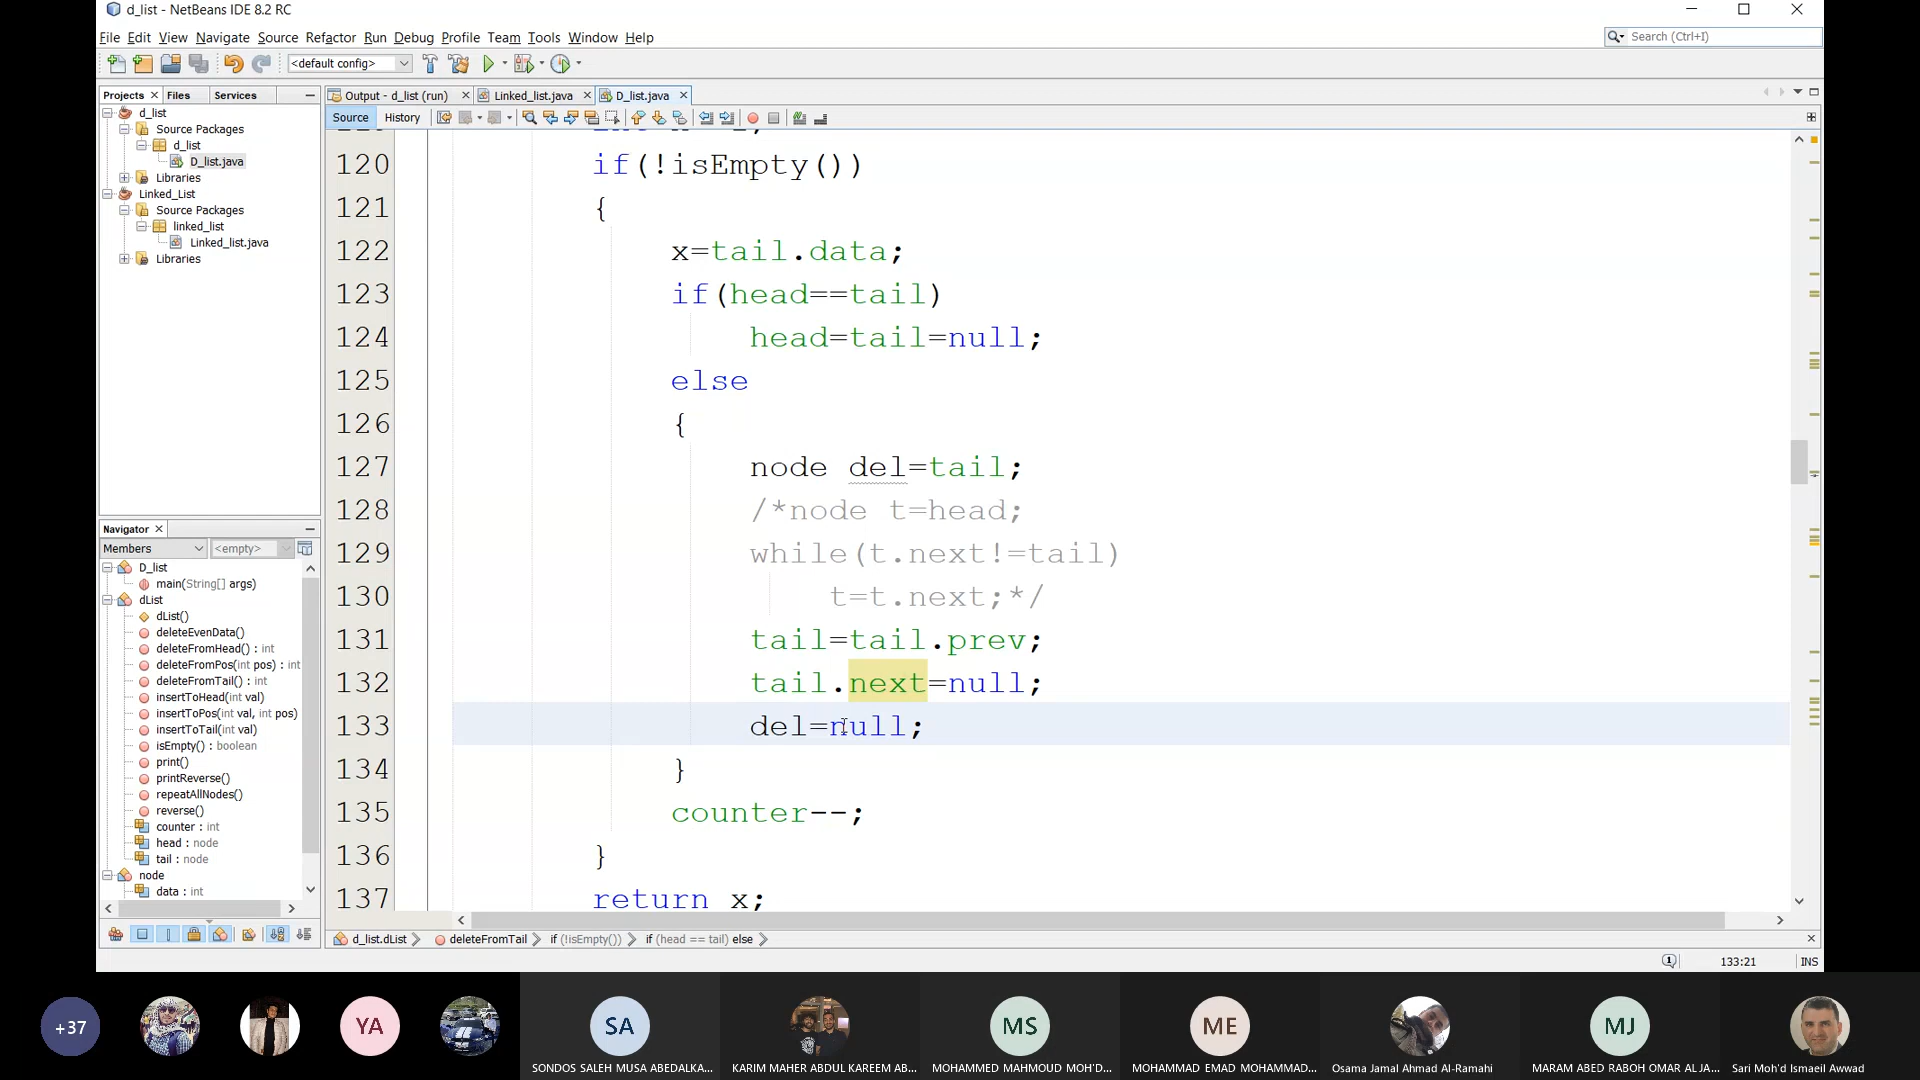 d_list - NetBeans IDE 8.2 RC
File Edit View Navigate Source Refactor Run Debug Profile Team Tools Window Help
Search (Ctrl+I)
<default config>
Projects Files Services
Output - d_list (run) Linked_list.java D_list.java
d_list
Source Packages
d_list
D_list.java
Libraries
Linked_List
Source Packages
linked_list
Linked_list.java
Libraries
Source History
120 if(!isEmpty())
121 {
122 x=tail.data;
123 if(head==tail)
124 head=tail=null;
125 else
126 {
127 node del=tail;
128 /*node t=head;
129 while(t.next!=tail)
130 t=t.next;*/
131 tail=tail.prev;
132 tail.next=null;
133 del=null;
134 }
135 counter--;
136 }
137 return x;
Navigator
Members <empty>
D_list
main(String[] args)
dList
dList()
deleteEvenData()
deleteFromHead() : int
deleteFromPos(int pos) : int
deleteFromTail() : int
insertToHead(int val)
insertToPos(int val, int pos)
insertToTail(int val)
isEmpty() : boolean
print()
printReverse()
repeatAllNodes()
reverse()
counter : int
head : node
tail : node
node
data : int
d_list.dList deleteFromTail if (!isEmpty()) if (head == tail) else
133:21 INS
+37
YA
SA
MS
ME
MJ
SONDOS SALEH MUSA ABEDALKA...
KARIM MAHER ABDUL KAREEM AB...
MOHAMMED MAHMOUD MOH'D...
MOHAMMAD EMAD MOHAMMAD...
Osama Jamal Ahmad Al-Ramahi
MARAM ABED RABOH OMAR AL JA...
Sari Moh'd Ismaeil Awwad